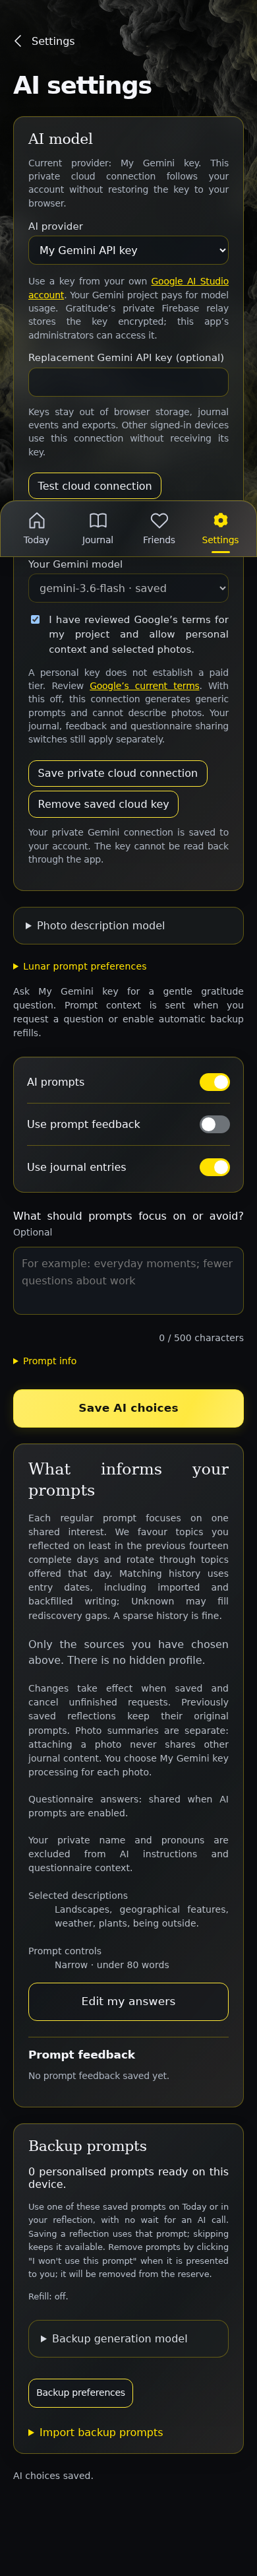 Settings
AI settings
AI model
Current provider: My Gemini key. This
private cloud connection follows your
account without restoring the key to your
browser.
AI provider
My Gemini API key
Use a key from your own Google AI Studio
account. Your Gemini project pays for model
usage. Gratitude's private Firebase relay
stores the key encrypted; this app's
administrators can access it.
Replacement Gemini API key (optional)
Keys stay out of browser storage, journal
events and exports. Other signed-in devices
use this connection without receiving its
key.
Test cloud connection
Today
Journal
Friends
Settings
Your Gemini model
gemini-3.6-flash · saved
I have reviewed Google's terms for
my project and allow personal
context and selected photos.
A personal key does not establish a paid
tier. Review Google's current terms. With
this off, this connection generates generic
prompts and cannot describe photos. Your
journal, feedback and questionnaire sharing
switches still apply separately.
Save private cloud connection
Remove saved cloud key
Your private Gemini connection is saved to
your account. The key cannot be read back
through the app.
Photo description model
Lunar prompt preferences
Ask My Gemini key for a gentle gratitude
question. Prompt context is sent when you
request a question or enable automatic backup
refills.
AI prompts
Use prompt feedback
Use journal entries
What should prompts focus on or avoid?
Optional
For example: everyday moments; fewer
questions about work
0 / 500 characters
Prompt info
Save AI choices
What informs your
prompts
Each regular prompt focuses on one
shared interest. We favour topics you
reflected on least in the previous fourteen
complete days and rotate through topics
offered that day. Matching history uses
entry dates, including imported and
backfilled writing; Unknown may fill
rediscovery gaps. A sparse history is fine.
Only the sources you have chosen
above. There is no hidden profile.
Changes take effect when saved and
cancel unfinished requests. Previously
saved reflections keep their original
prompts. Photo summaries are separate:
attaching a photo never shares other
journal content. You choose My Gemini key
processing for each photo.
Questionnaire answers: shared when AI
prompts are enabled.
Your private name and pronouns are
excluded from AI instructions and
questionnaire context.
Selected descriptions
Landscapes, geographical features,
weather, plants, being outside.
Prompt controls
Narrow · under 80 words
Edit my answers
Prompt feedback
No prompt feedback saved yet.
Backup prompts
0 personalised prompts ready on this
device.
Use one of these saved prompts on Today or in
your reflection, with no wait for an AI call.
Saving a reflection uses that prompt; skipping
keeps it available. Remove prompts by clicking
"I won't use this prompt" when it is presented
to you; it will be removed from the reserve.
Refill: off.
Backup generation model
Backup preferences
Import backup prompts
AI choices saved.